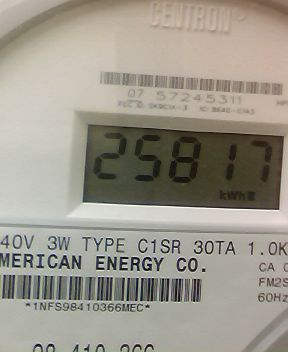 CENTRON
07 57245311
25817
kWh
40V 3W TYPE C1SR 30TA 1.0K
MERICAN ENERGY CO.
CA 0
FM2S
60Hz
*1NFS98410366MEC*